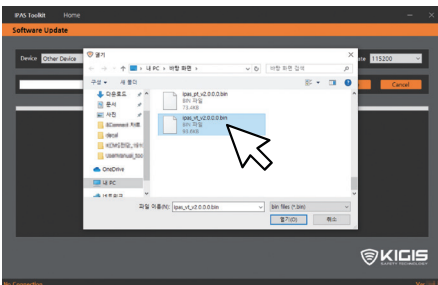 IPAS Toolkit Home
Software Update
Device Other Device
115200
Cancel
열기
내 PC > 바탕 화면 >
바탕 화면 검색
구성 새 폴더
다운로드
문서
사진
decal
OneDrive
내 PC
ipas_pt_v2.0.0.0.bin
BIN 파일
73.4KB
ipas_vt_v2.0.0.0.bin
BIN 파일
파일 이름(N): ipas_vt_v2.0.0.0.bin
bin files (*.bin)
열기(O) 취소
KIGIS
No Connection